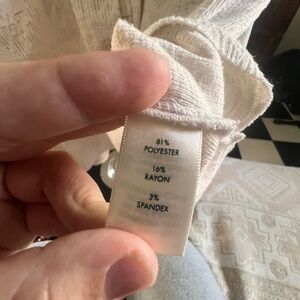 81%
POLYESTER
16%
RAYON
3%
SPANDEX